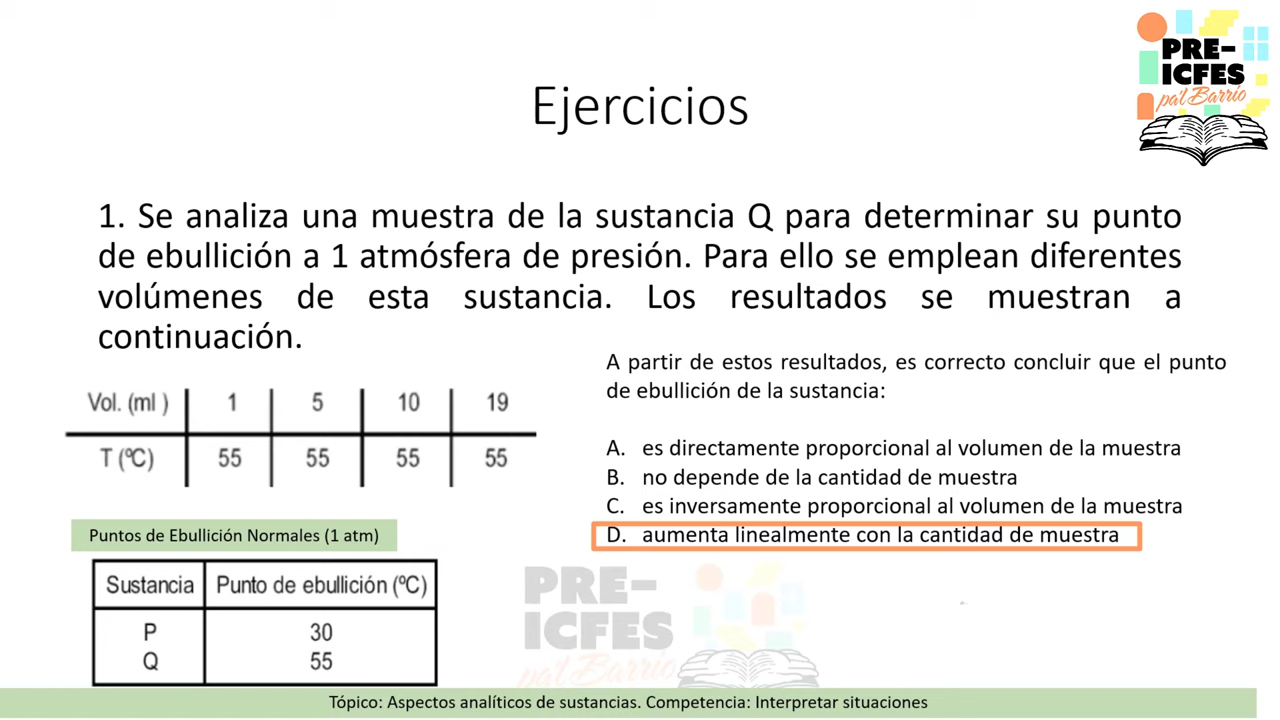 PRE-
ICFES
pa'l Barrio
Ejercicios
1. Se analiza una muestra de la sustancia Q para determinar su punto
de ebullición a 1 atmósfera de presión. Para ello se emplean diferentes
volúmenes de esta sustancia. Los resultados se muestran a
continuación.
A partir de estos resultados, es correcto concluir que el punto
de ebullición de la sustancia:
A. es directamente proporcional al volumen de la muestra
B. no depende de la cantidad de muestra
C. es inversamente proporcional al volumen de la muestra
D. aumenta linealmente con la cantidad de muestra
Vol. (ml ) 1 5 10 19
T (ºC) 55 55 55 55
Puntos de Ebullición Normales (1 atm)
Sustancia Punto de ebullición (ºC)
P 30
Q 55
PRE-
ICFES
pa'l Barrio
Tópico: Aspectos analíticos de sustancias. Competencia: Interpretar situaciones